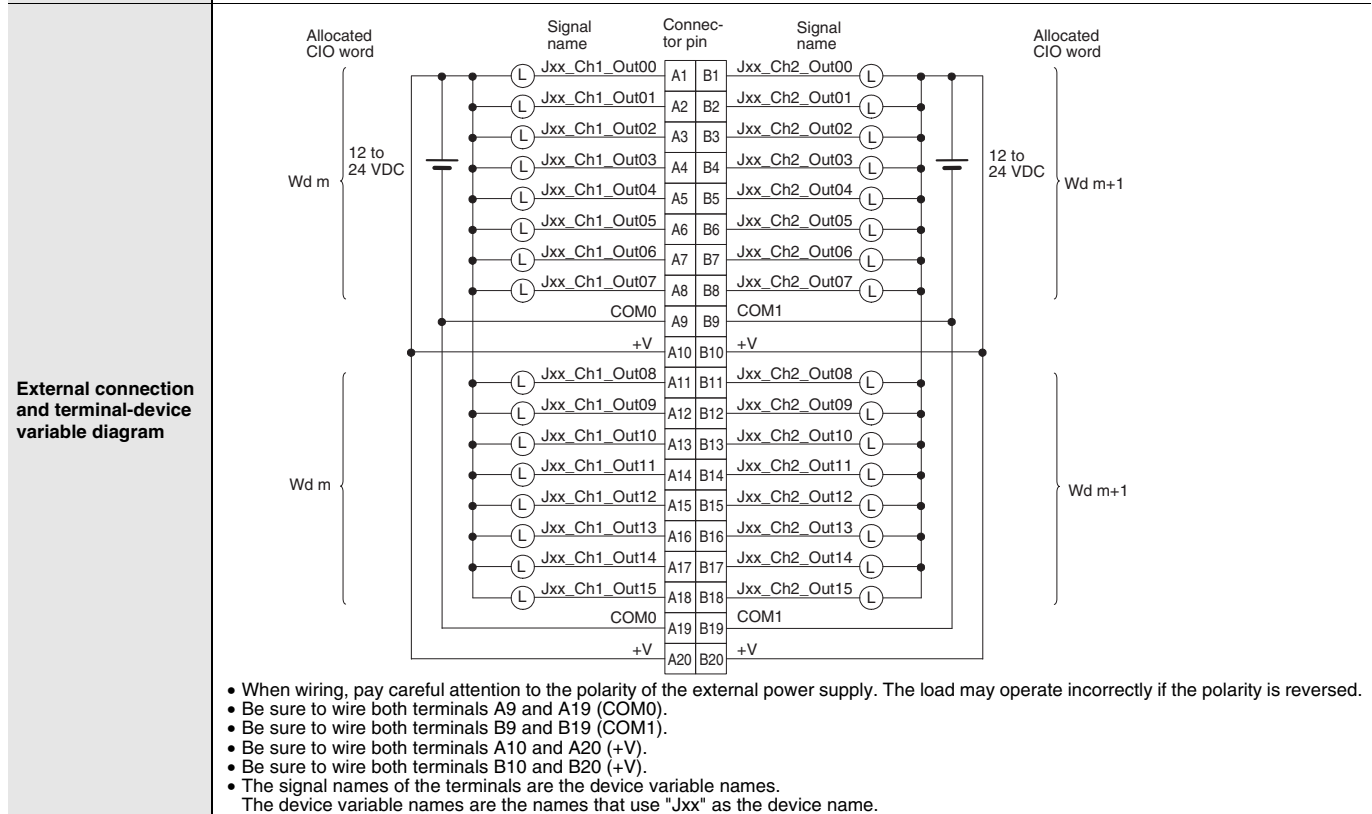 External connection
and terminal-device
variable diagram
Allocated
CIO word
Signal
name
Connec-
tor pin
Signal
name
Allocated
CIO word
L Jxx_Ch1_Out00 A1 B1 Jxx_Ch2_Out00 L
L Jxx_Ch1_Out01 A2 B2 Jxx_Ch2_Out01 L
L Jxx_Ch1_Out02 A3 B3 Jxx_Ch2_Out02 L
12 to
24 VDC
L Jxx_Ch1_Out03 A4 B4 Jxx_Ch2_Out03 L
12 to
24 VDC
Wd m
Wd m+1
L Jxx_Ch1_Out04 A5 B5 Jxx_Ch2_Out04 L
L Jxx_Ch1_Out05 A6 B6 Jxx_Ch2_Out05 L
L Jxx_Ch1_Out06 A7 B7 Jxx_Ch2_Out06 L
L Jxx_Ch1_Out07 A8 B8 Jxx_Ch2_Out07 L
COM0 A9 B9 COM1
+V A10 B10 +V
L Jxx_Ch1_Out08 A11 B11 Jxx_Ch2_Out08 L
L Jxx_Ch1_Out09 A12 B12 Jxx_Ch2_Out09 L
L Jxx_Ch1_Out10 A13 B13 Jxx_Ch2_Out10 L
L Jxx_Ch1_Out11 A14 B14 Jxx_Ch2_Out11 L
Wd m
Wd m+1
L Jxx_Ch1_Out12 A15 B15 Jxx_Ch2_Out12 L
L Jxx_Ch1_Out13 A16 B16 Jxx_Ch2_Out13 L
L Jxx_Ch1_Out14 A17 B17 Jxx_Ch2_Out14 L
L Jxx_Ch1_Out15 A18 B18 Jxx_Ch2_Out15 L
COM0 A19 B19 COM1
+V A20 B20 +V
• When wiring, pay careful attention to the polarity of the external power supply. The load may operate incorrectly if the polarity is reversed.
• Be sure to wire both terminals A9 and A19 (COM0).
• Be sure to wire both terminals B9 and B19 (COM1).
• Be sure to wire both terminals A10 and A20 (+V).
• Be sure to wire both terminals B10 and B20 (+V).
• The signal names of the terminals are the device variable names.
The device variable names are the names that use "Jxx" as the device name.